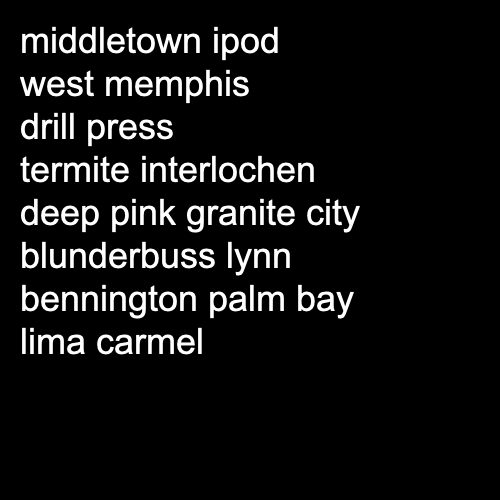 middletown ipod
west memphis
drill press
termite interlochen
deep pink granite city
blunderbuss lynn
bennington palm bay
lima carmel